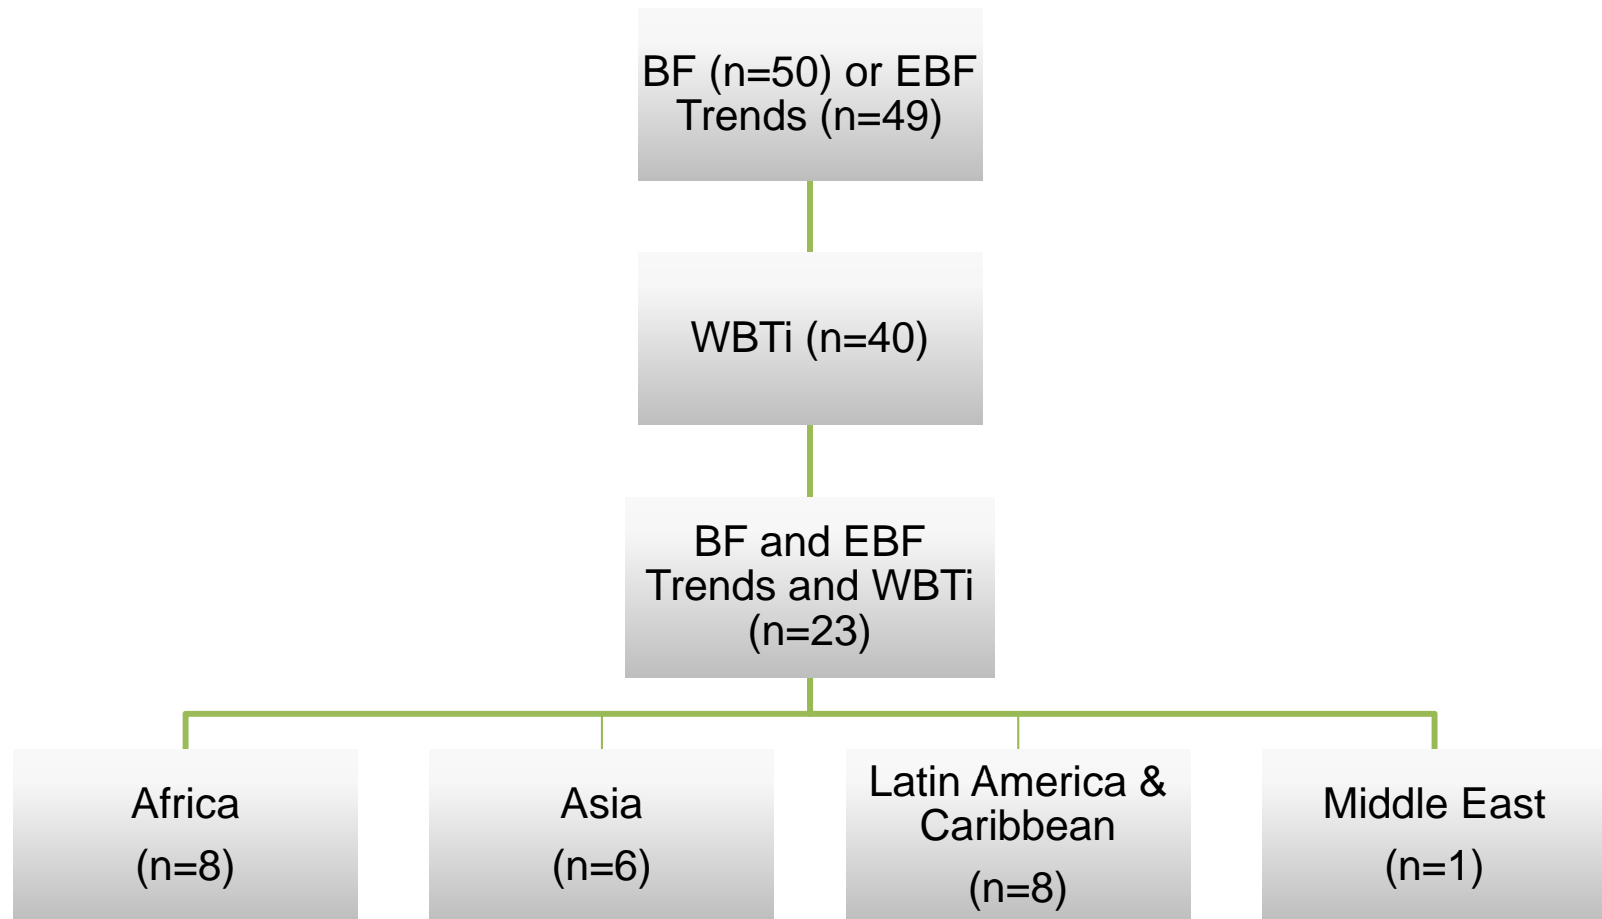 BF (n=50) or EBF
Trends (n=49)
WBTi (n=40)
BF and EBF
Trends and WBTi
(n=23)
Africa
(n=8)
Asia
(n=6)
Latin America &
Caribbean
(n=8)
Middle East
(n=1)